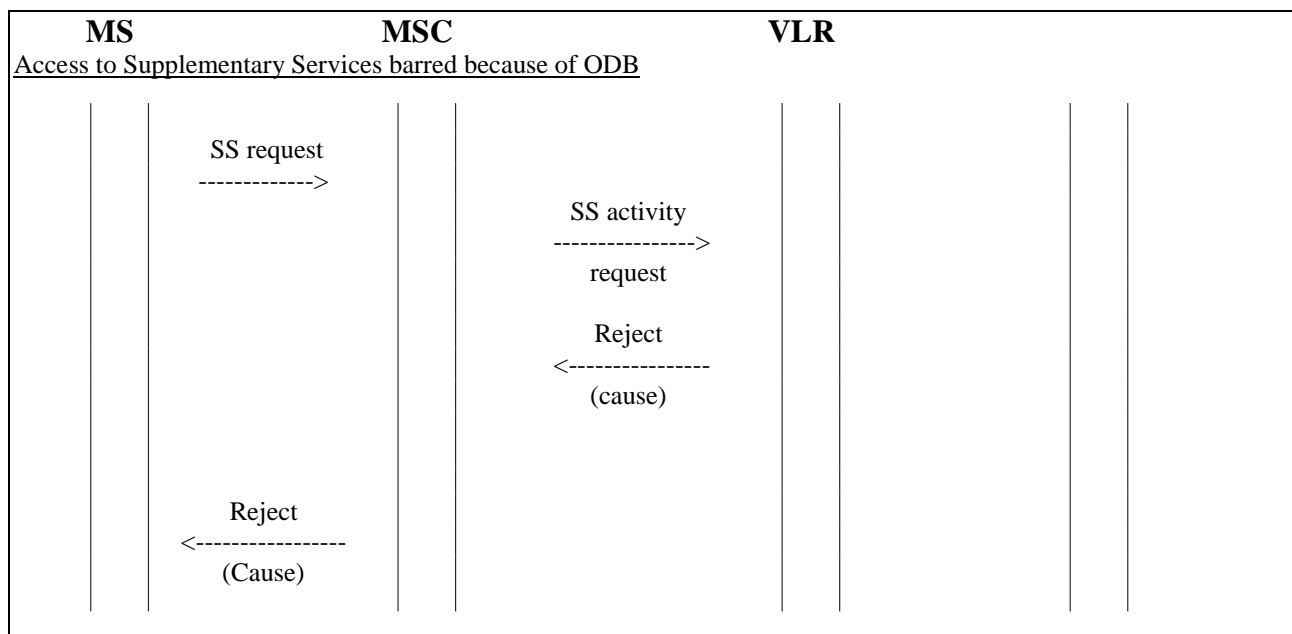 MS MSC VLR
Access to Supplementary Services barred because of ODB
SS request
------------->
SS activity
---------------->
request
Reject
<----------------
(cause)
Reject
<-----------------
(Cause)